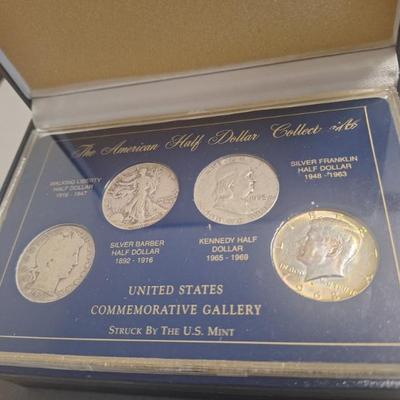 The American Half Dollar Collection
WALKING LIBERTY
HALF DOLLAR
1916 - 1947
SILVER BARBER
HALF DOLLAR
1892 - 1916
KENNEDY HALF
DOLLAR
1965 - 1969
SILVER FRANKLIN
HALF DOLLAR
1948 - 1963
UNITED STATES
COMMEMORATIVE GALLERY
STRUCK BY THE U.S. MINT